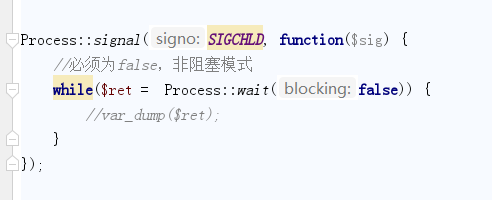 Process::signal( signo: SIGCHLD, function($sig) {
//必须为false，非阻塞模式
while($ret = Process::wait( blocking: false)) {
//var_dump($ret);
}
});